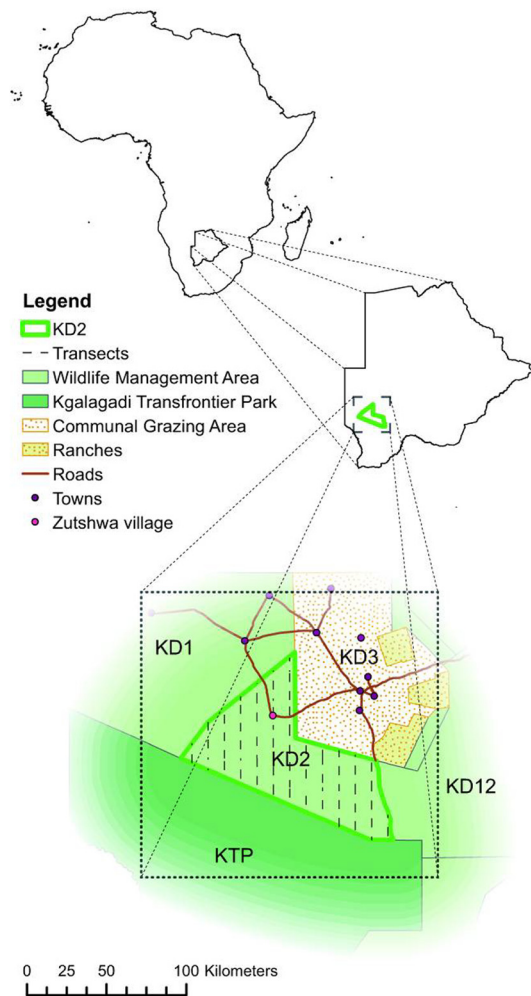 Legend
KD2
Transects
Wildlife Management Area
Kgalagadi Transfrontier Park
Communal Grazing Area
Ranches
Roads
Towns
Zutshwa village
KD1
KD3
KD2
KD12
KTP
0 25 50 100 Kilometers